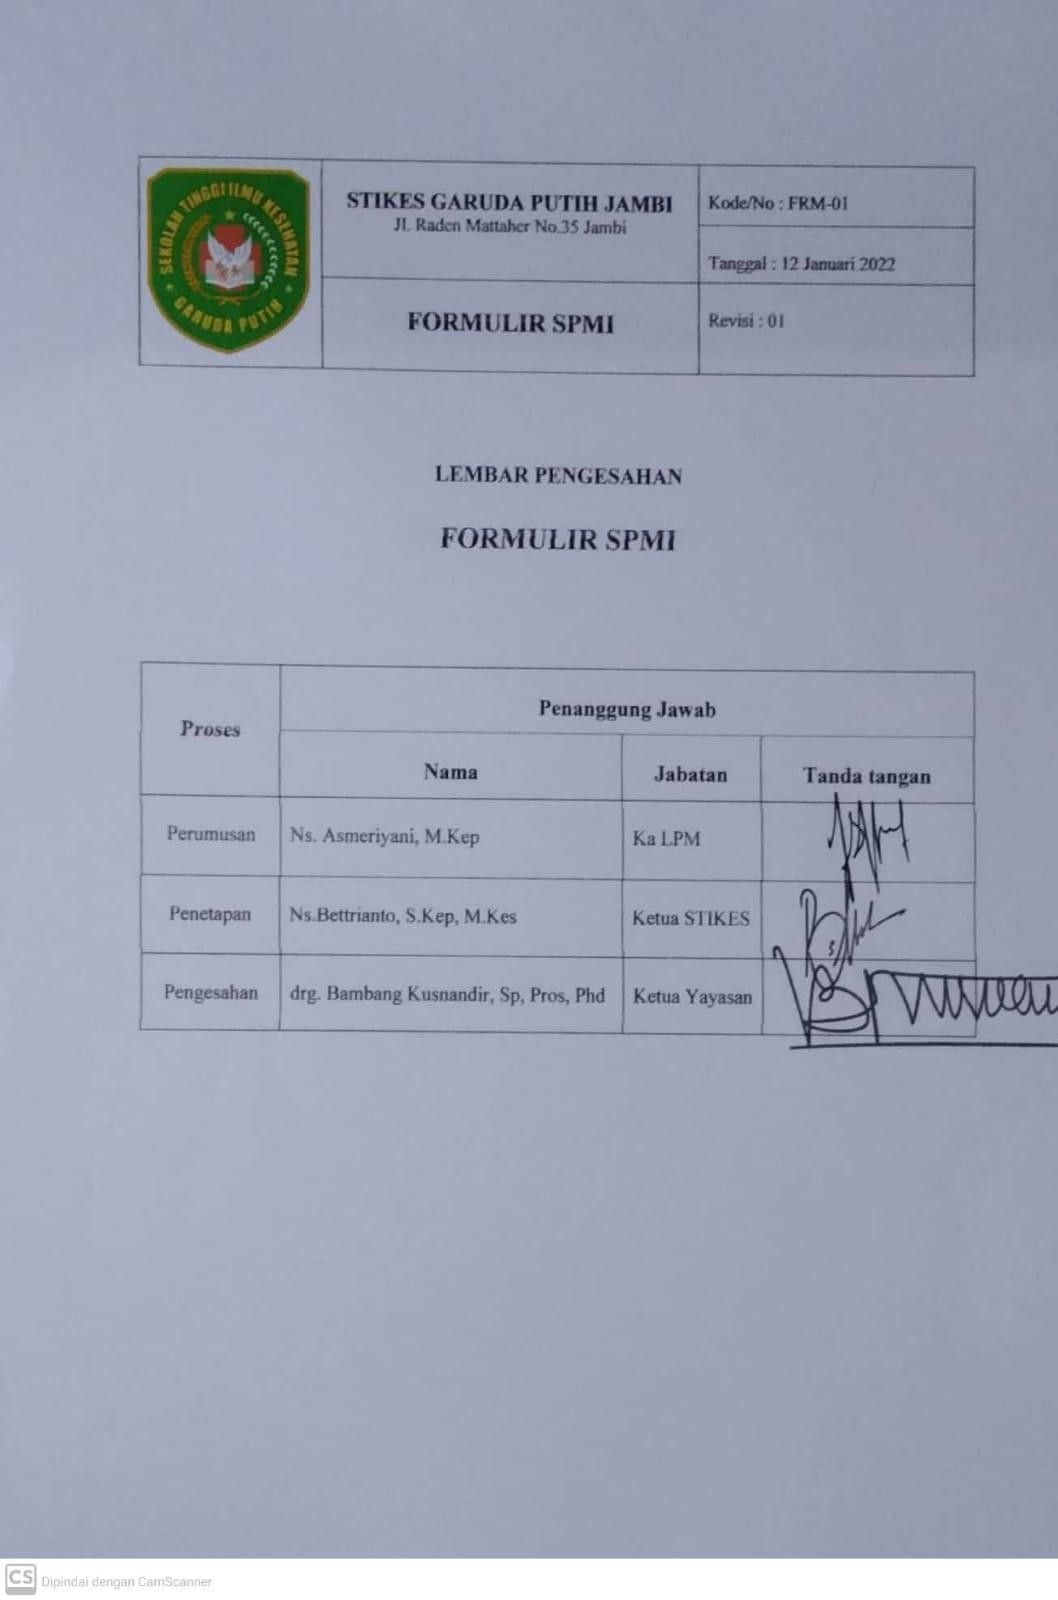 SEKOLAH TINGGI ILMU KESEHATAN
GARUDA PUTIH
STIKES GARUDA PUTIH JAMBI
Jl. Raden Mattaher No.35 Jambi
Kode/No : FRM-01
Tanggal : 12 Januari 2022
FORMULIR SPMI
Revisi : 01
LEMBAR PENGESAHAN
FORMULIR SPMI
Proses
Penanggung Jawab
Nama
Jabatan
Tanda tangan
Perumusan
Ns. Asmeriyani, M.Kep
Ka LPM
Penetapan
Ns.Bettrianto, S.Kep, M.Kes
Ketua STIKES
Pengesahan
drg. Bambang Kusnandir, Sp, Pros, Phd
Ketua Yayasan
CS Dipindai dengan CamScanner